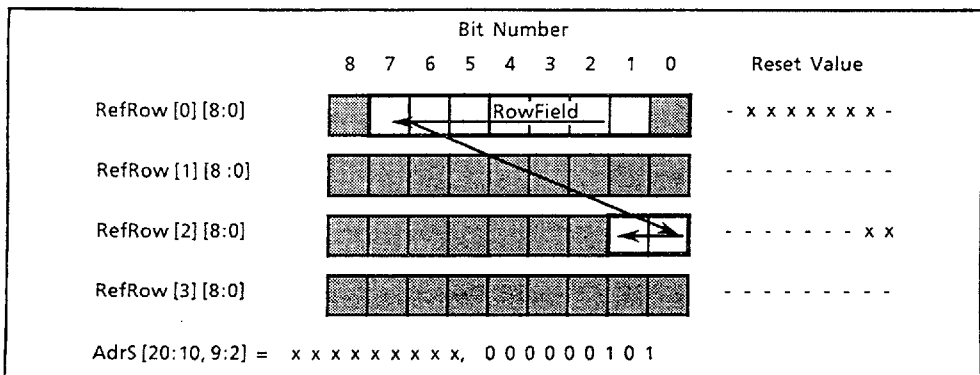 Bit Number
8 7 6 5 4 3 2 1 0 Reset Value
RefRow [0] [8:0] RowField - x x x x x x x -
RefRow [1] [8 :0] - - - - - - - - -
RefRow [2] [8:0] - - - - - - - x x
RefRow [3] [8:0] - - - - - - - - -
AdrS [20:10, 9:2] = x x x x x x x x x, 0 0 0 0 0 0 1 0 1